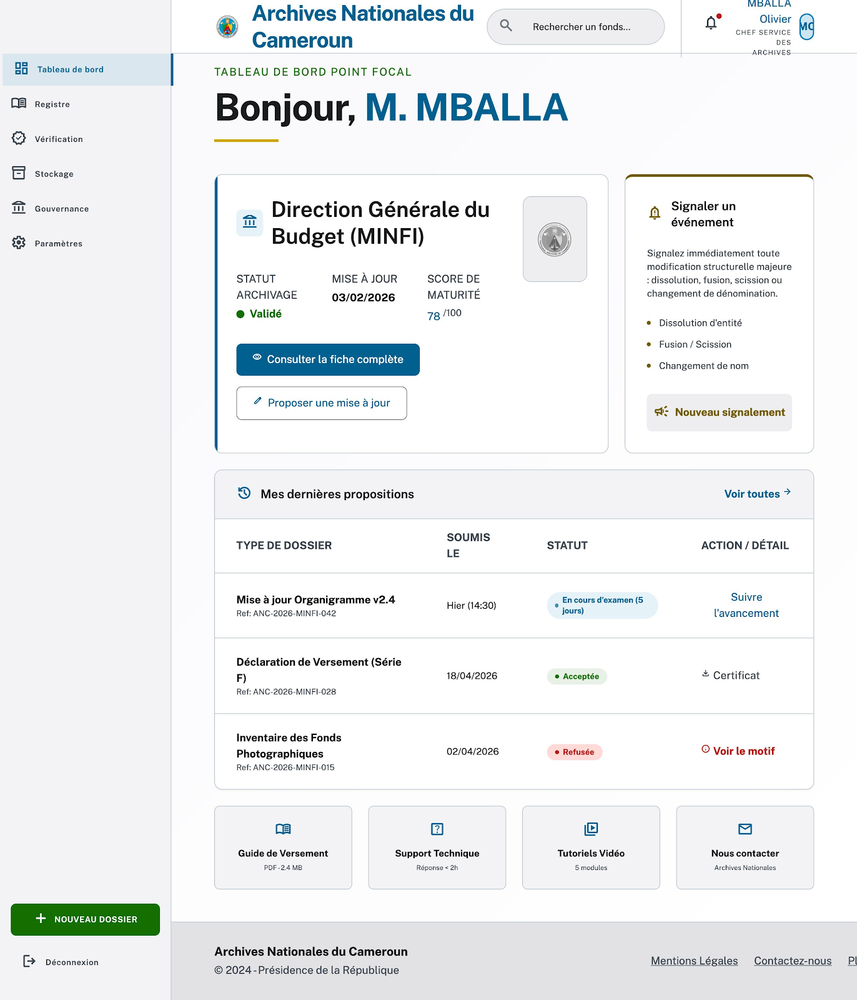 Archives Nationales du
Cameroun
Rechercher un fonds...
MBALLA
Olivier
CHEF SERVICE
DES
ARCHIVES
MO
Tableau de bord
Registre
Vérification
Stockage
Gouvernance
Paramètres
NOUVEAU DOSSIER
Déconnexion
TABLEAU DE BORD POINT FOCAL
Bonjour, M. MBALLA
Direction Générale du
Budget (MINFI)
STATUT
ARCHIVAGE
Validé
MISE À JOUR
03/02/2026
SCORE DE
MATURITÉ
78 /100
Consulter la fiche complète
Proposer une mise à jour
Signaler un
événement
Signalez immédiatement toute
modification structurelle majeure
: dissolution, fusion, scission ou
changement de dénomination.
Dissolution d'entité
Fusion / Scission
Changement de nom
Nouveau signalement
Mes dernières propositions
Voir toutes
TYPE DE DOSSIER
SOUMIS
LE
STATUT
ACTION / DÉTAIL
Mise à jour Organigramme v2.4
Ref: ANC-2026-MINFI-042
Hier (14:30)
En cours d'examen (5
jours)
Suivre
l'avancement
Déclaration de Versement (Série
F)
Ref: ANC-2026-MINFI-028
18/04/2026
Acceptée
Certificat
Inventaire des Fonds
Photographiques
Ref: ANC-2026-MINFI-015
02/04/2026
Refusée
Voir le motif
Guide de Versement
PDF - 2.4 MB
Support Technique
Réponse < 2h
Tutoriels Vidéo
5 modules
Nous contacter
Archives Nationales
Archives Nationales du Cameroun
© 2024 - Présidence de la République
Mentions Légales
Contactez-nous
Pl